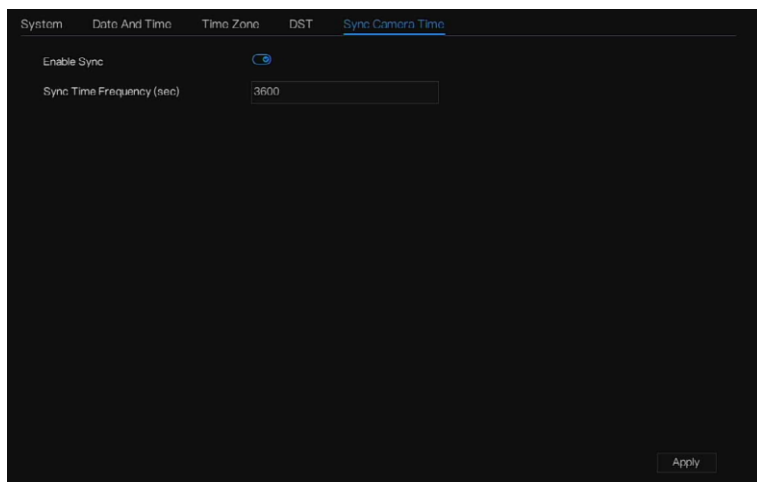 System Date And Time Time Zone DST Sync Camera Time
Enable Sync
Sync Time Frequency (sec) 3600
Apply